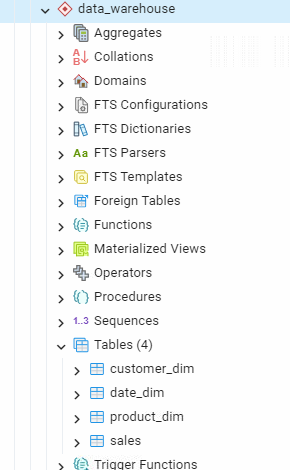 data_warehouse
Aggregates
Collations
Domains
FTS Configurations
FTS Dictionaries
Aa FTS Parsers
FTS Templates
Foreign Tables
Functions
Materialized Views
Operators
Procedures
1..3 Sequences
Tables (4)
customer_dim
date_dim
product_dim
sales
Trigger Functions